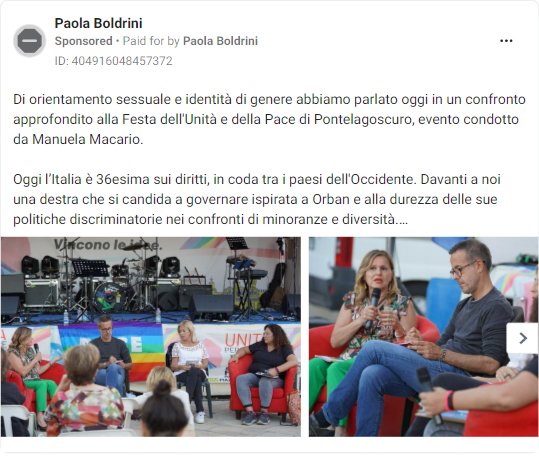 Paola Boldrini
Sponsored • Paid for by Paola Boldrini
ID: 404916048457372
Di orientamento sessuale e identità di genere abbiamo parlato oggi in un confronto
approfondito alla Festa dell'Unità e della Pace di Pontelagoscuro, evento condotto
da Manuela Macario.
Oggi l'Italia è 36esima sui diritti, in coda tra i paesi dell'Occidente. Davanti a noi
una destra che si candida a governare ispirata a Orban e alla durezza delle sue
politiche discriminatorie nei confronti di minoranze e diversità....
Vincono le idee.
UNITÀ